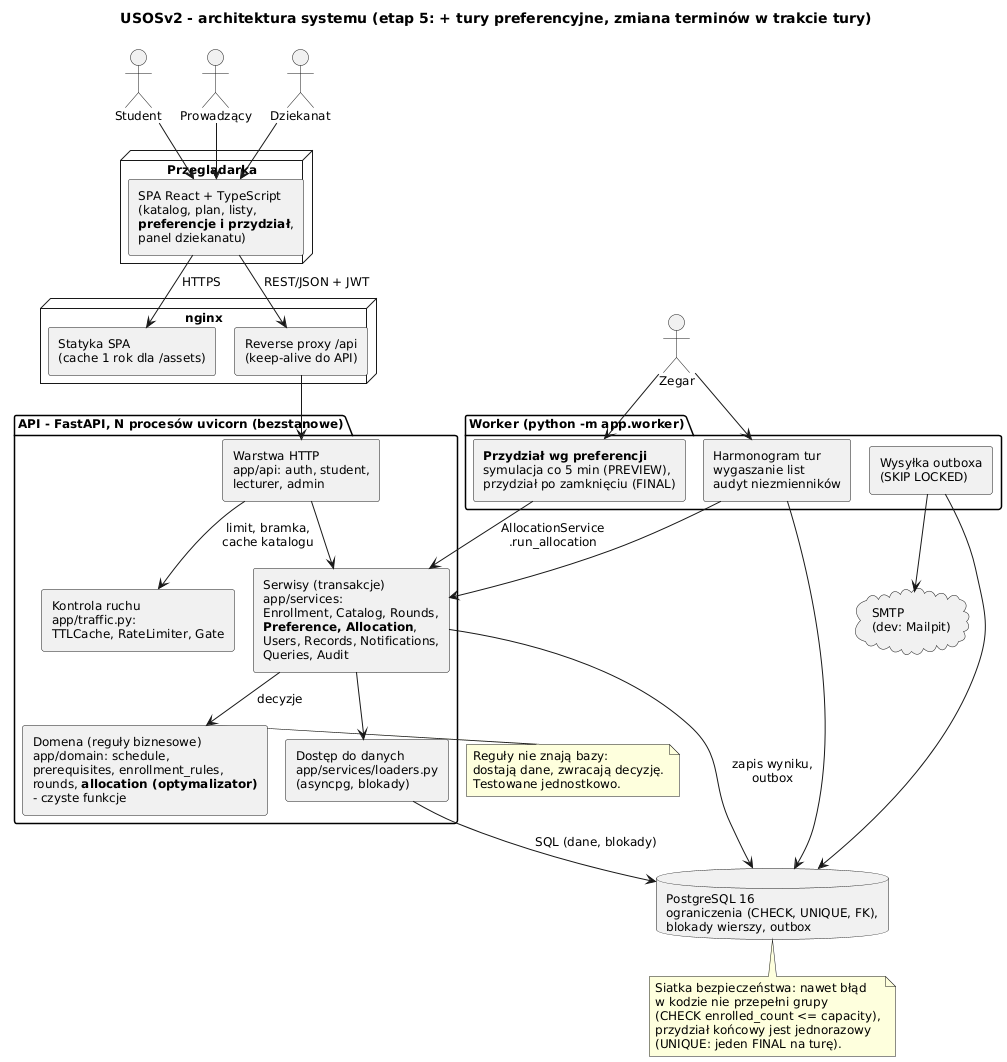 USOSv2 - architektura systemu (etap 5: + tury preferencyjne, zmiana terminów w trakcie tury)
Student
Prowadzący
Dziekanat
Przeglądarka
SPA React + TypeScript
(katalog, plan, listy,
preferencje i przydział,
panel dziekanatu)
HTTPS
REST/JSON + JWT
nginx
Statyka SPA
(cache 1 rok dla /assets)
Reverse proxy /api
(keep-alive do API)
Zegar
API - FastAPI, N procesów uvicorn (bezstanowe)
Warstwa HTTP
app/api: auth, student,
lecturer, admin
Worker (python -m app.worker)
Przydział wg preferencji
symulacja co 5 min (PREVIEW),
przydział po zamknięciu (FINAL)
Harmonogram tur
wygaszanie list
audyt niezmienników
Wysyłka outboxa
(SKIP LOCKED)
limit, bramka,
cache katalogu
AllocationService
.run_allocation
Kontrola ruchu
app/traffic.py:
TTLCache, RateLimiter, Gate
Serwisy (transakcje)
app/services:
Enrollment, Catalog, Rounds,
Preference, Allocation,
Users, Records, Notifications,
Queries, Audit
SMTP
(dev: Mailpit)
decyzje
Domena (reguły biznesowe)
app/domain: schedule,
prerequisites, enrollment_rules,
rounds, allocation (optymalizator)
- czyste funkcje
Dostęp do danych
app/services/loaders.py
(asyncpg, blokady)
Reguły nie znają bazy:
dostają dane, zwracają decyzję.
Testowane jednostkowo.
zapis wyniku,
outbox
SQL (dane, blokady)
PostgreSQL 16
ograniczenia (CHECK, UNIQUE, FK),
blokady wierszy, outbox
Siatka bezpieczeństwa: nawet błąd
w kodzie nie przepełni grupy
(CHECK enrolled_count <= capacity),
przydział końcowy jest jednorazowy
(UNIQUE: jeden FINAL na turę).